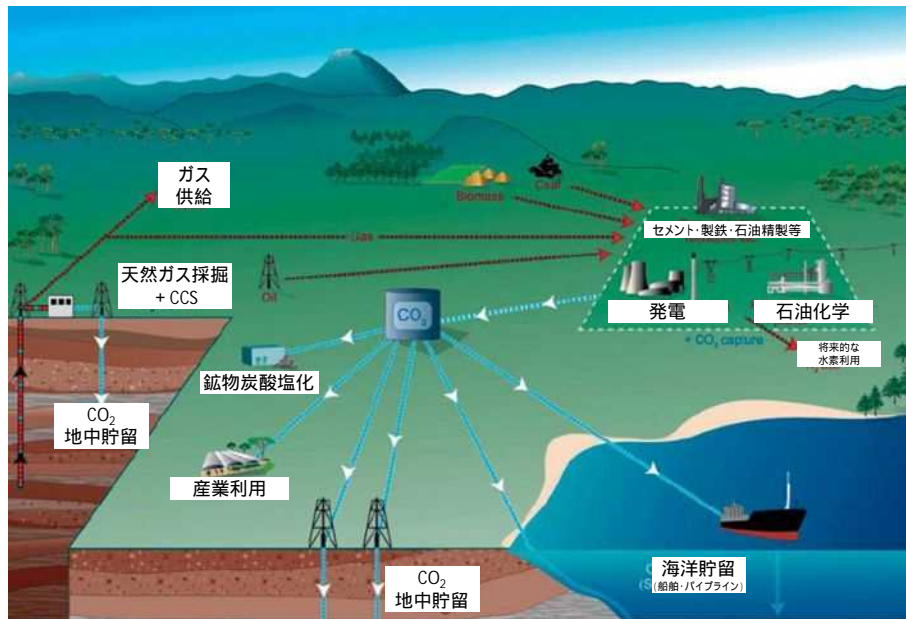 ガス
供給
Biomass
Coal
セメント・製鉄・石油精製等
Gas
天然ガス採掘
+ CCS
Oil
CO₂
発電
石油化学
+ CO₂ capture
将来的な
水素利用
鉱物炭酸塩化
CO₂
地中貯留
産業利用
CO₂
地中貯留
海洋貯留
(船舶・パイプライン)